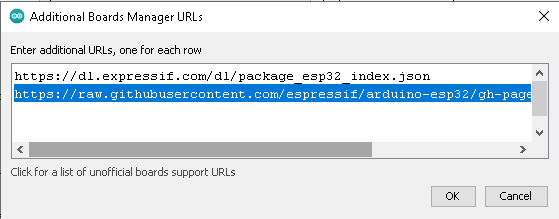 Additional Boards Manager URLs
Enter additional URLs, one for each row
https://dl.expressif.com/dl/package_esp32_index.json
https://raw.githubusercontent.com/espressif/arduino-esp32/gh-page
Click for a list of unofficial boards support URLs
OK Cancel